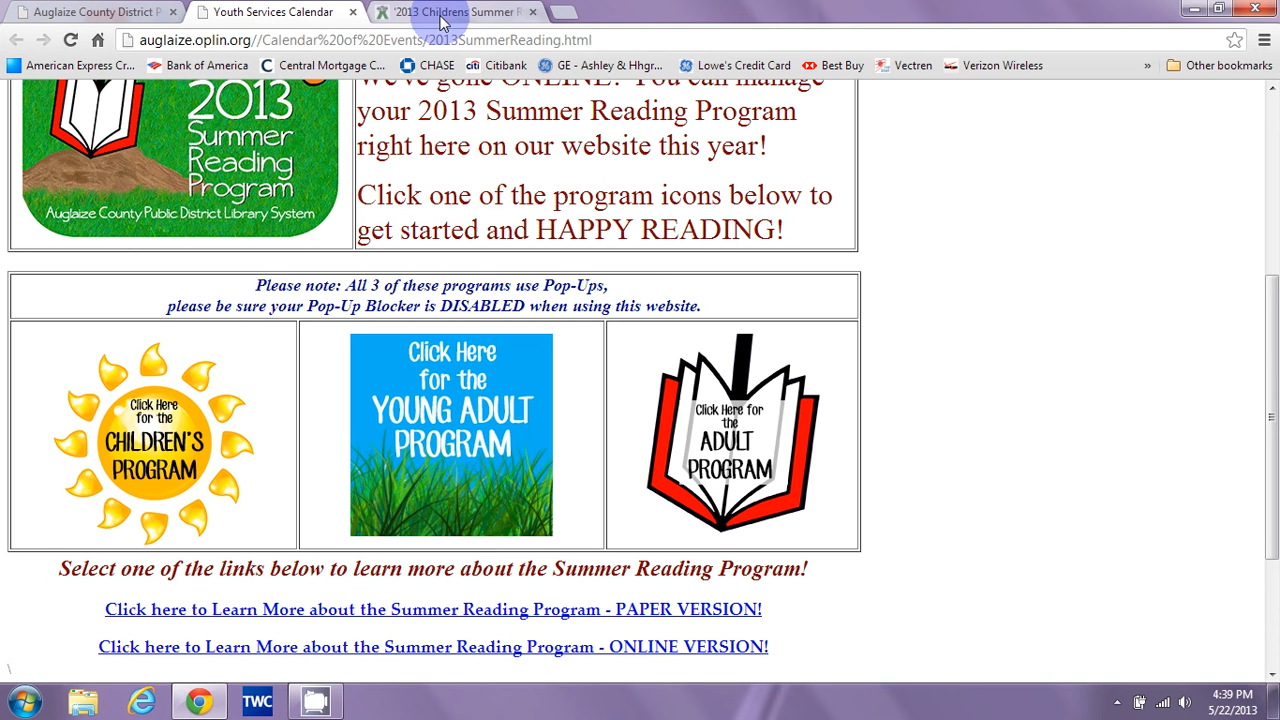 Auglaize County District P
Youth Services Calendar
'2013 Childrens Summer R
auglaize.oplin.org//Calendar%20of%20Events/2013SummerReading.html
American Express Cr...
Bank of America
Central Mortgage C...
CHASE
Citibank
GE - Ashley & Hhgr...
Lowe's Credit Card
Best Buy
Vectren
Verizon Wireless
»
Other bookmarks
2013
Summer
Reading
Program
Auglaize County Public District Library System
We've gone ONLINE! You can manage
your 2013 Summer Reading Program
right here on our website this year!
Click one of the program icons below to
get started and HAPPY READING!
Please note: All 3 of these programs use Pop-Ups,
please be sure your Pop-Up Blocker is DISABLED when using this website.
Click Here
for the
CHILDREN'S
PROGRAM
Click Here
for the
YOUNG ADULT
PROGRAM
Click Here for
the
ADULT
PROGRAM
Select one of the links below to learn more about the Summer Reading Program!
Click here to Learn More about the Summer Reading Program - PAPER VERSION!
Click here to Learn More about the Summer Reading Program - ONLINE VERSION!
\
TWC
4:39 PM
5/22/2013